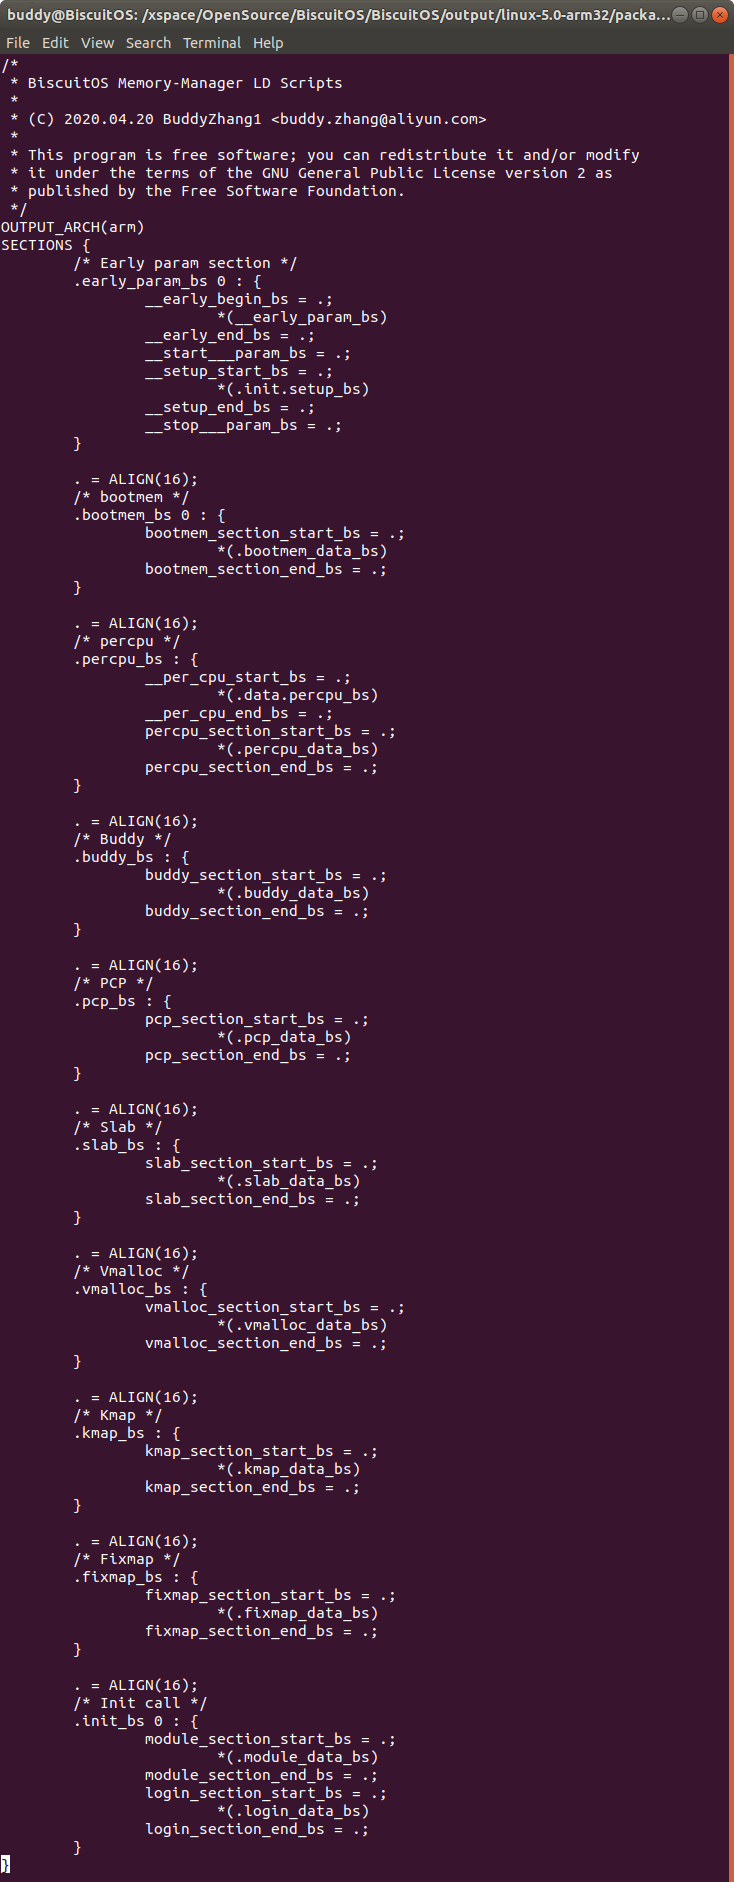 buddy@BiscuitOS: /xspace/OpenSource/BiscuitOS/BiscuitOS/output/linux-5.0-arm32/packa...
File Edit View Search Terminal Help
/*
 * BiscuitOS Memory-Manager LD Scripts
 *
 * (C) 2020.04.20 BuddyZhang1 <buddy.zhang@aliyun.com>
 *
 * This program is free software; you can redistribute it and/or modify
 * it under the terms of the GNU General Public License version 2 as
 * published by the Free Software Foundation.
 */
OUTPUT_ARCH(arm)
SECTIONS {
        /* Early param section */
        .early_param_bs 0 : {
                __early_begin_bs = .;
                        *(__early_param_bs)
                __early_end_bs = .;
                __start___param_bs = .;
                __setup_start_bs = .;
                        *(.init.setup_bs)
                __setup_end_bs = .;
                __stop___param_bs = .;
        }

        . = ALIGN(16);
        /* bootmem */
        .bootmem_bs 0 : {
                bootmem_section_start_bs = .;
                        *(.bootmem_data_bs)
                bootmem_section_end_bs = .;
        }

        . = ALIGN(16);
        /* percpu */
        .percpu_bs : {
                __per_cpu_start_bs = .;
                        *(.data.percpu_bs)
                __per_cpu_end_bs = .;
                percpu_section_start_bs = .;
                        *(.percpu_data_bs)
                percpu_section_end_bs = .;
        }

        . = ALIGN(16);
        /* Buddy */
        .buddy_bs : {
                buddy_section_start_bs = .;
                        *(.buddy_data_bs)
                buddy_section_end_bs = .;
        }

        . = ALIGN(16);
        /* PCP */
        .pcp_bs : {
                pcp_section_start_bs = .;
                        *(.pcp_data_bs)
                pcp_section_end_bs = .;
        }

        . = ALIGN(16);
        /* Slab */
        .slab_bs : {
                slab_section_start_bs = .;
                        *(.slab_data_bs)
                slab_section_end_bs = .;
        }

        . = ALIGN(16);
        /* Vmalloc */
        .vmalloc_bs : {
                vmalloc_section_start_bs = .;
                        *(.vmalloc_data_bs)
                vmalloc_section_end_bs = .;
        }

        . = ALIGN(16);
        /* Kmap */
        .kmap_bs : {
                kmap_section_start_bs = .;
                        *(.kmap_data_bs)
                kmap_section_end_bs = .;
        }

        . = ALIGN(16);
        /* Fixmap */
        .fixmap_bs : {
                fixmap_section_start_bs = .;
                        *(.fixmap_data_bs)
                fixmap_section_end_bs = .;
        }

        . = ALIGN(16);
        /* Init call */
        .init_bs 0 : {
                module_section_start_bs = .;
                        *(.module_data_bs)
                module_section_end_bs = .;
                login_section_start_bs = .;
                        *(.login_data_bs)
                login_section_end_bs = .;
        }
}